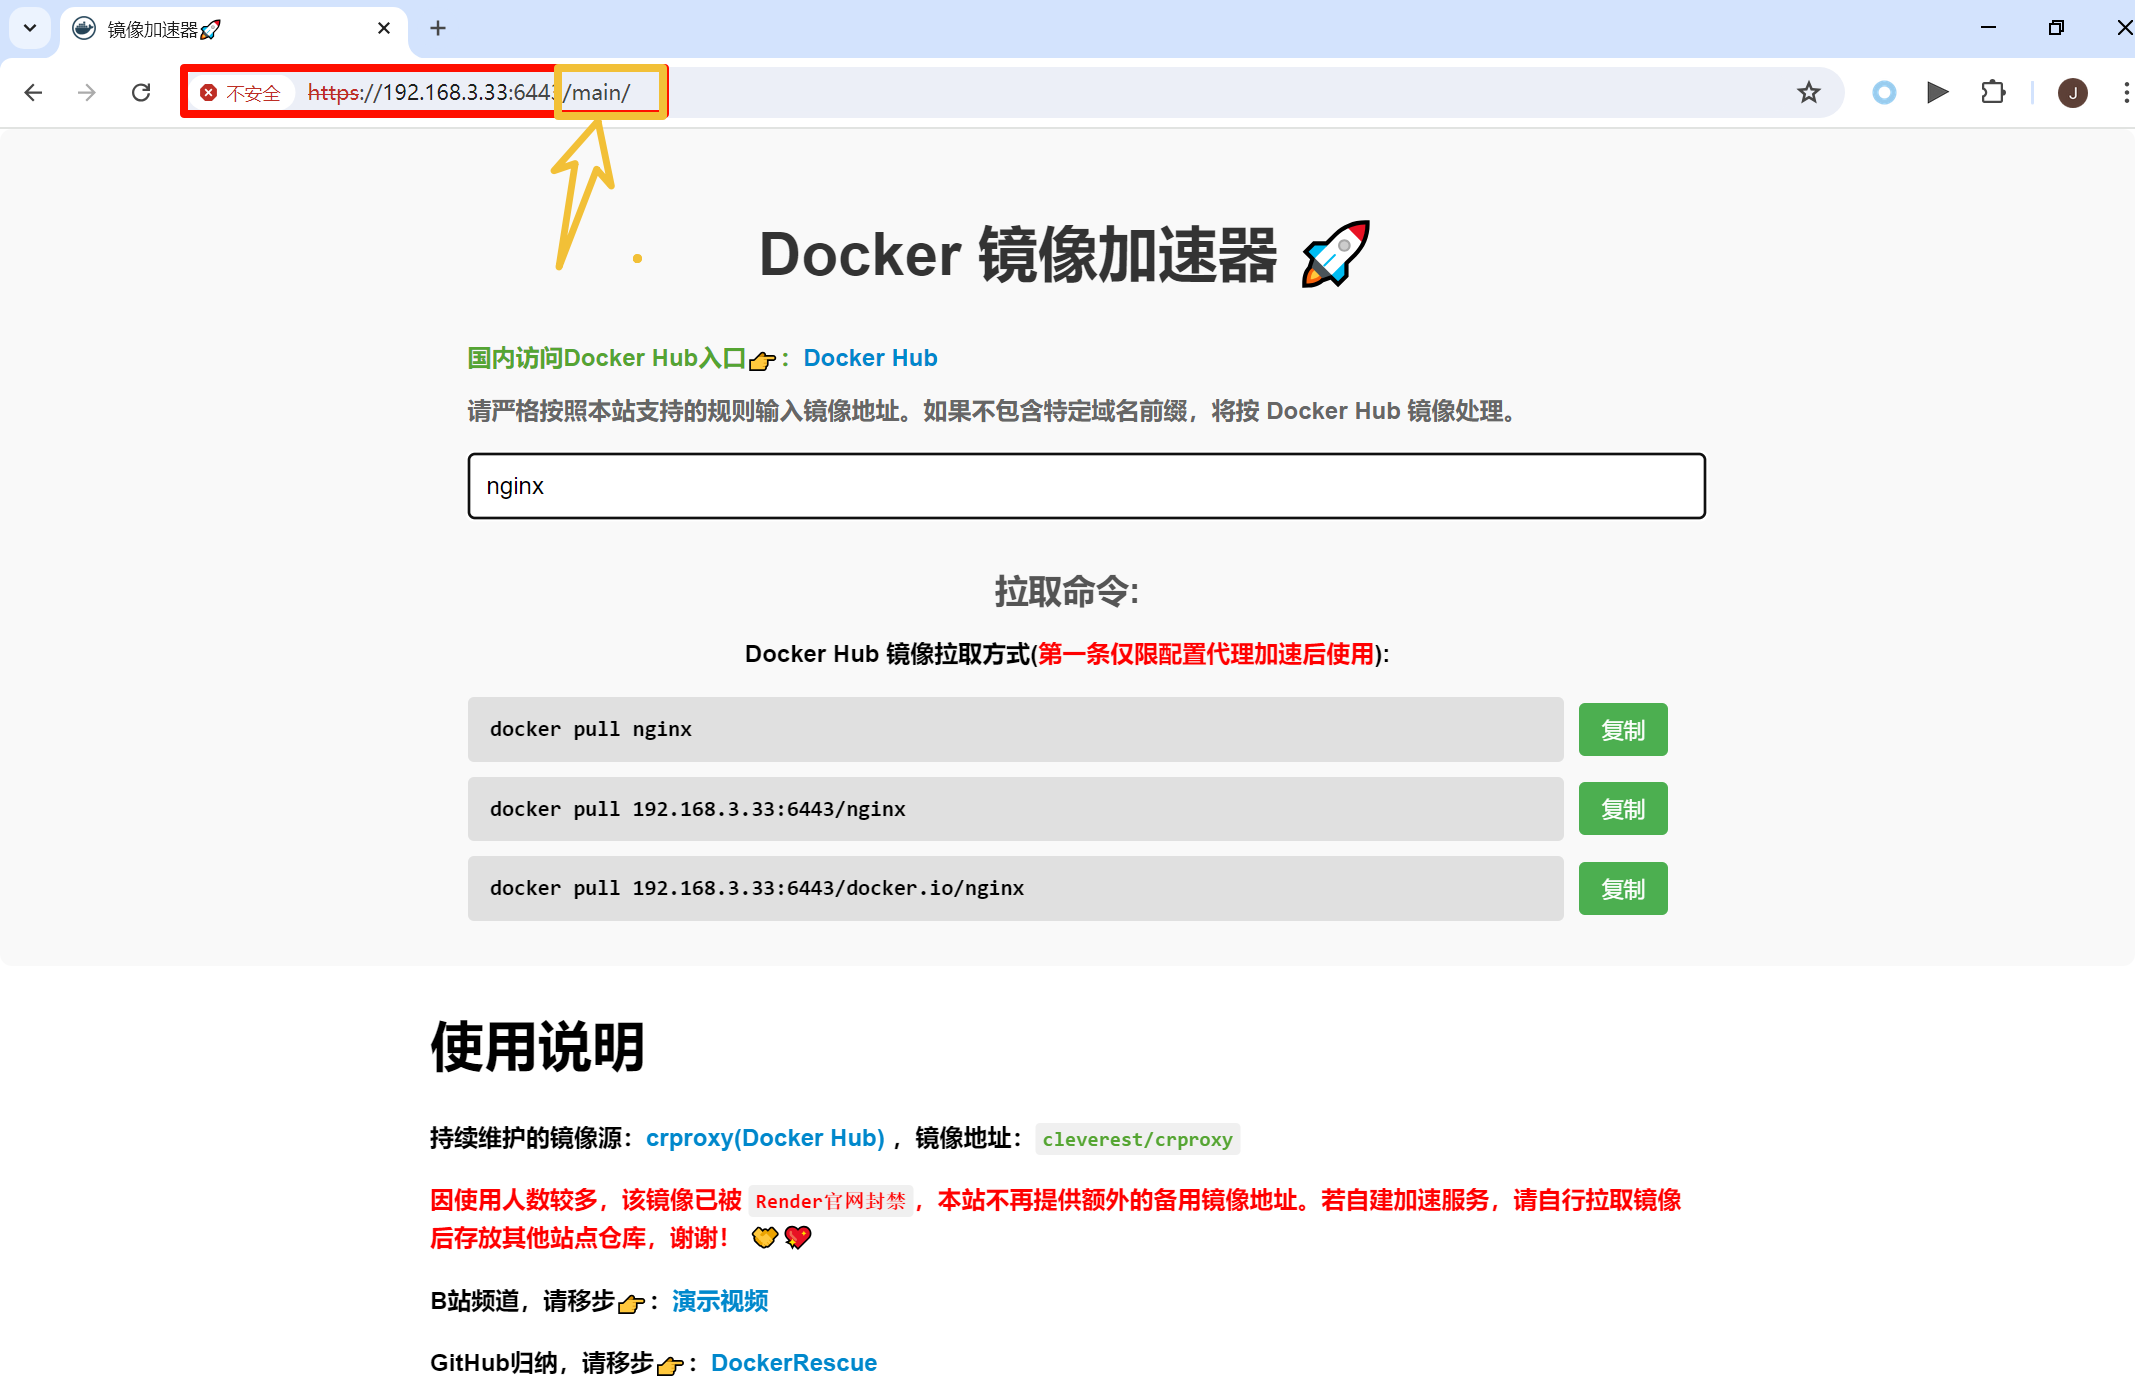 镜像加速器🚀
不安全 https://192.168.3.33:6443/main/
J
Docker 镜像加速器 🚀
国内访问Docker Hub入口👉：Docker Hub
请严格按照本站支持的规则输入镜像地址。如果不包含特定域名前缀，将按 Docker Hub 镜像处理。
nginx
拉取命令:
Docker Hub 镜像拉取方式(第一条仅限配置代理加速后使用):
docker pull nginx 复制
docker pull 192.168.3.33:6443/nginx 复制
docker pull 192.168.3.33:6443/docker.io/nginx 复制
使用说明
持续维护的镜像源：crproxy(Docker Hub) ，镜像地址：cleverest/crproxy
因使用人数较多，该镜像已被 Render官网封禁 ，本站不再提供额外的备用镜像地址。若自建加速服务，请自行拉取镜像
后存放其他站点仓库，谢谢！ 🤝💖
B站频道，请移步👉：演示视频
GitHub归纳，请移步👉：DockerRescue